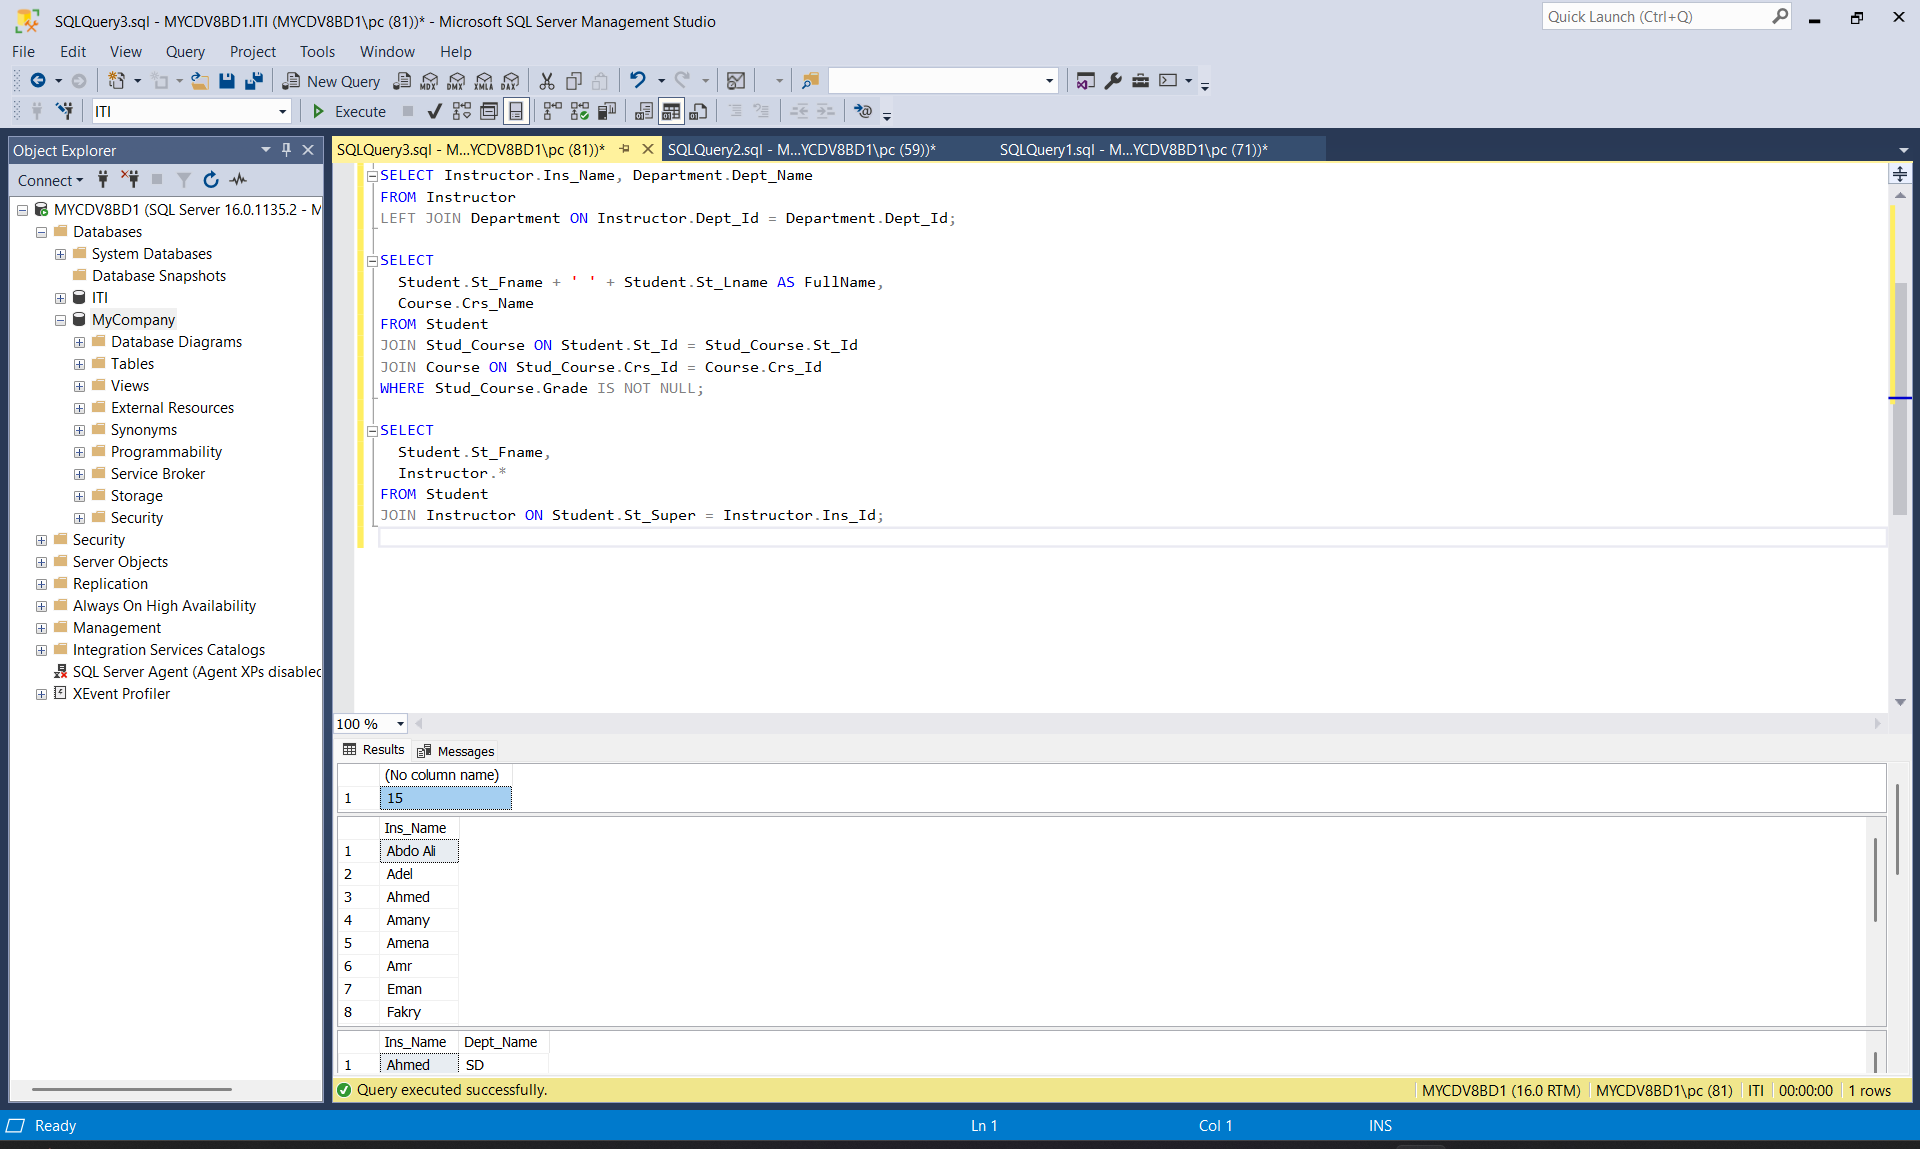 SQLQuery3.sql - MYCDV8BD1.ITI (MYCDV8BD1\pc (81))* - Microsoft SQL Server Management Studio
Quick Launch (Ctrl+Q)
File Edit View Query Project Tools Window Help
New Query MDX DMX XMLA DAX
ITI Execute
Object Explorer
Connect
MYCDV8BD1 (SQL Server 16.0.1135.2 - M
Databases
System Databases
Database Snapshots
ITI
MyCompany
Database Diagrams
Tables
Views
External Resources
Synonyms
Programmability
Service Broker
Storage
Security
Security
Server Objects
Replication
Always On High Availability
Management
Integration Services Catalogs
SQL Server Agent (Agent XPs disabled
XEvent Profiler
SQLQuery3.sql - M...YCDV8BD1\pc (81))* SQLQuery2.sql - M...YCDV8BD1\pc (59))* SQLQuery1.sql - M...YCDV8BD1\pc (71))*
SELECT Instructor.Ins_Name, Department.Dept_Name
FROM Instructor
LEFT JOIN Department ON Instructor.Dept_Id = Department.Dept_Id;
SELECT
Student.St_Fname + ' ' + Student.St_Lname AS FullName,
Course.Crs_Name
FROM Student
JOIN Stud_Course ON Student.St_Id = Stud_Course.St_Id
JOIN Course ON Stud_Course.Crs_Id = Course.Crs_Id
WHERE Stud_Course.Grade IS NOT NULL;
SELECT
Student.St_Fname,
Instructor.*
FROM Student
JOIN Instructor ON Student.St_Super = Instructor.Ins_Id;
100 %
Results Messages
(No column name)
1 15
Ins_Name
1 Abdo Ali
2 Adel
3 Ahmed
4 Amany
5 Amena
6 Amr
7 Eman
8 Fakry
Ins_Name Dept_Name
1 Ahmed SD
Query executed successfully. MYCDV8BD1 (16.0 RTM) MYCDV8BD1\pc (81) ITI 00:00:00 1 rows
Ready Ln 1 Col 1 INS